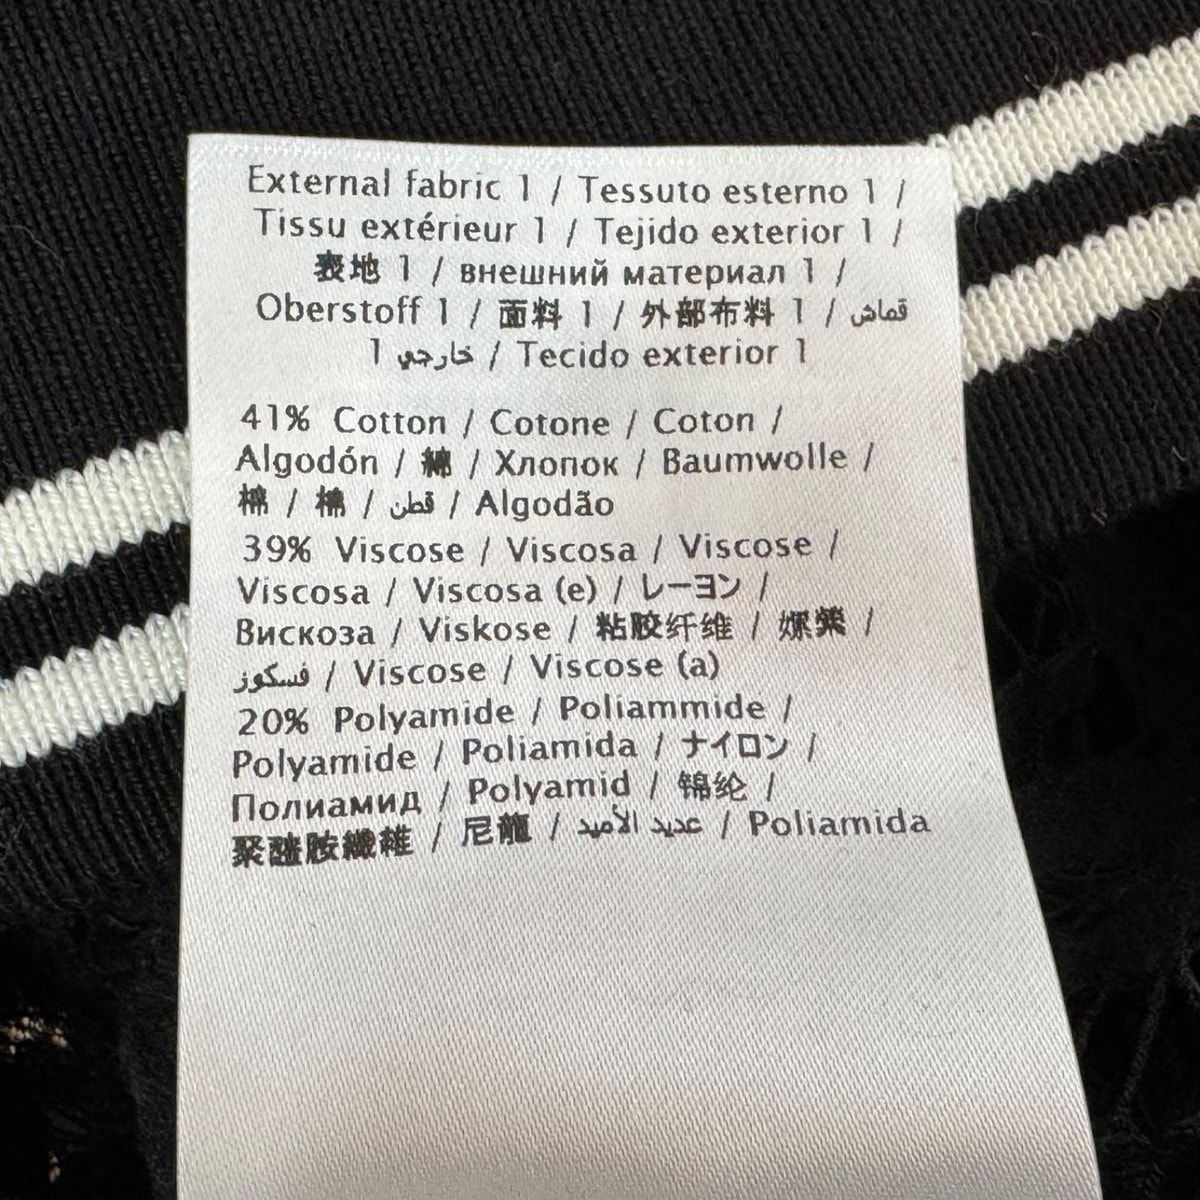 External fabric 1 / Tessuto esterno 1 /
Tissu extérieur 1 / Tejido exterior 1 /
表地 1 / внешний материал 1 /
Oberstoff 1 / 面料 1 / 外部布料 1 / قماش
خارجي 1 / Tecido exterior 1
41% Cotton / Cotone / Coton /
Algodón / 綿 / Хлопок / Baumwolle /
棉 / 棉 / قطن / Algodão
39% Viscose / Viscosa / Viscose /
Viscosa / Viscosa (e) / レーヨン /
Вискоза / Viskose / 粘胶纤维 / 嫘縈 /
فسكوز / Viscose / Viscose (a)
20% Polyamide / Poliammide /
Polyamide / Poliamida / ナイロン /
Полиамид / Polyamid / 锦纶 /
聚醯胺纖維 / 尼龍 / عديد الأميد / Poliamida